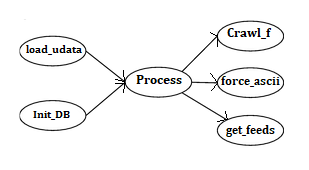 load_udata
Init_DB
Process
Crawl_f
force_ascii
get_feeds